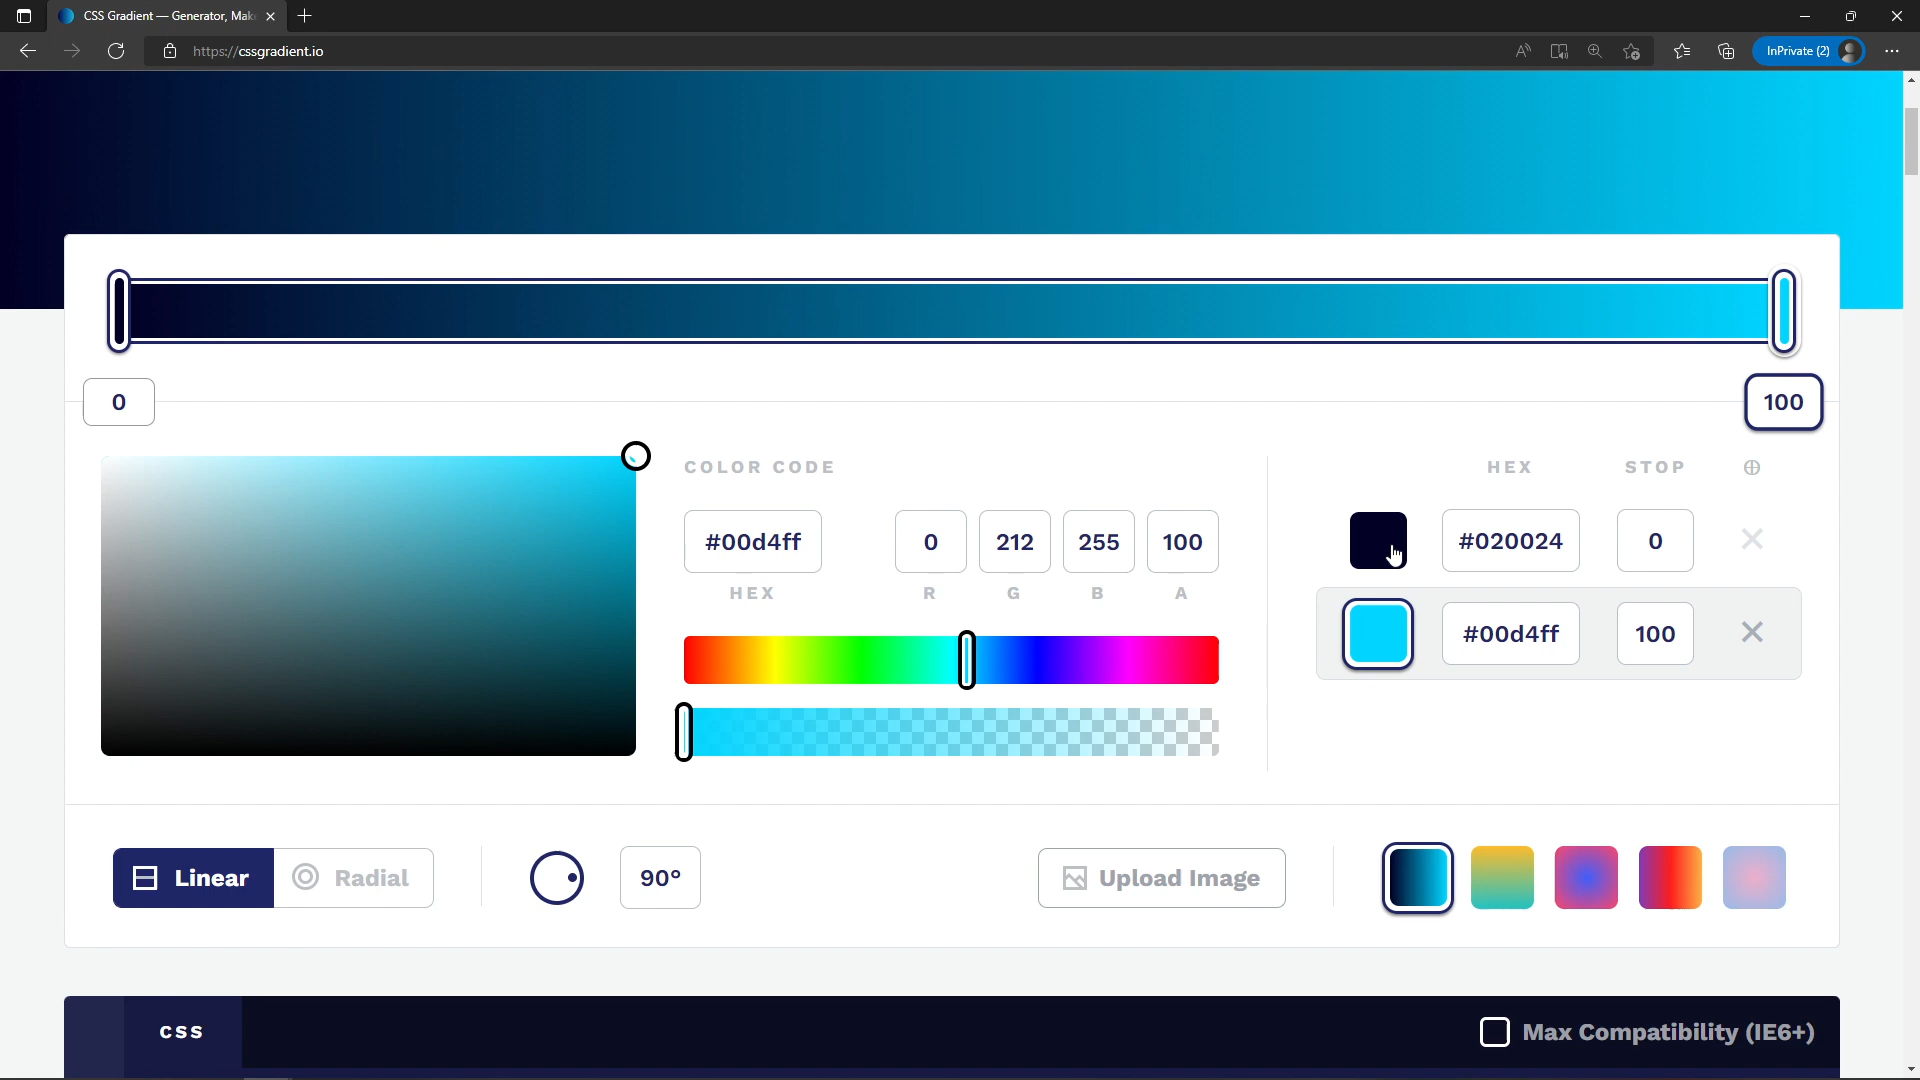 CSS Gradient — Generator, Mak
https://cssgradient.io
InPrivate (2)
0
100
COLOR CODE
HEX STOP
#00d4ff 0 212 255 100
HEX R G B A
#020024 0
#00d4ff 100
Linear Radial 90° Upload Image
CSS Max Compatibility (IE6+)